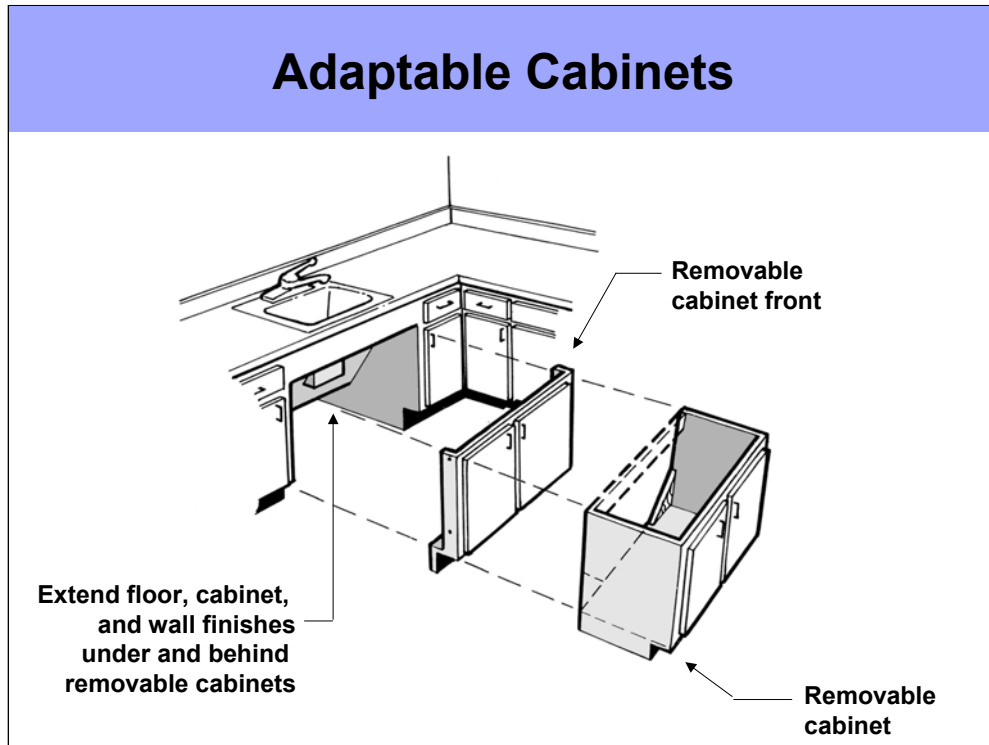 Adaptable Cabinets
Removable
cabinet front
Extend floor, cabinet,
and wall finishes
under and behind
removable cabinets
Removable
cabinet